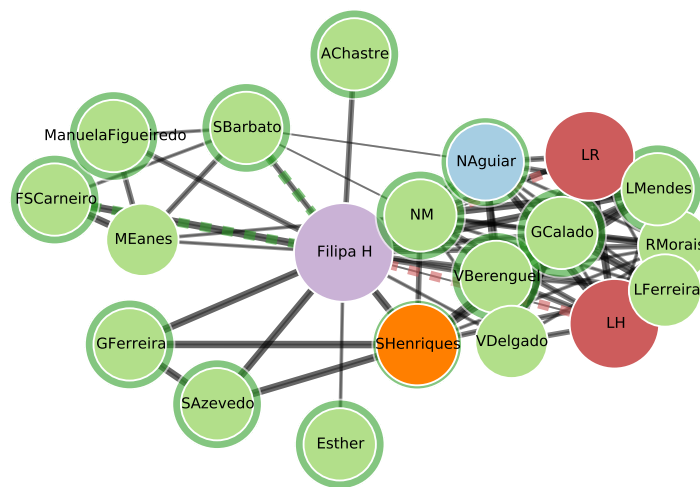 AChastre
SBarbato
ManuelaFigueiredo
NAguiar
LR
LMendes
FSCarneiro
NM
GCalado
MEanes
RMorais
Filipa H
VBerenguel
LFerreira
LH
GFerreira
SHenriques
VDelgado
SAzevedo
Esther